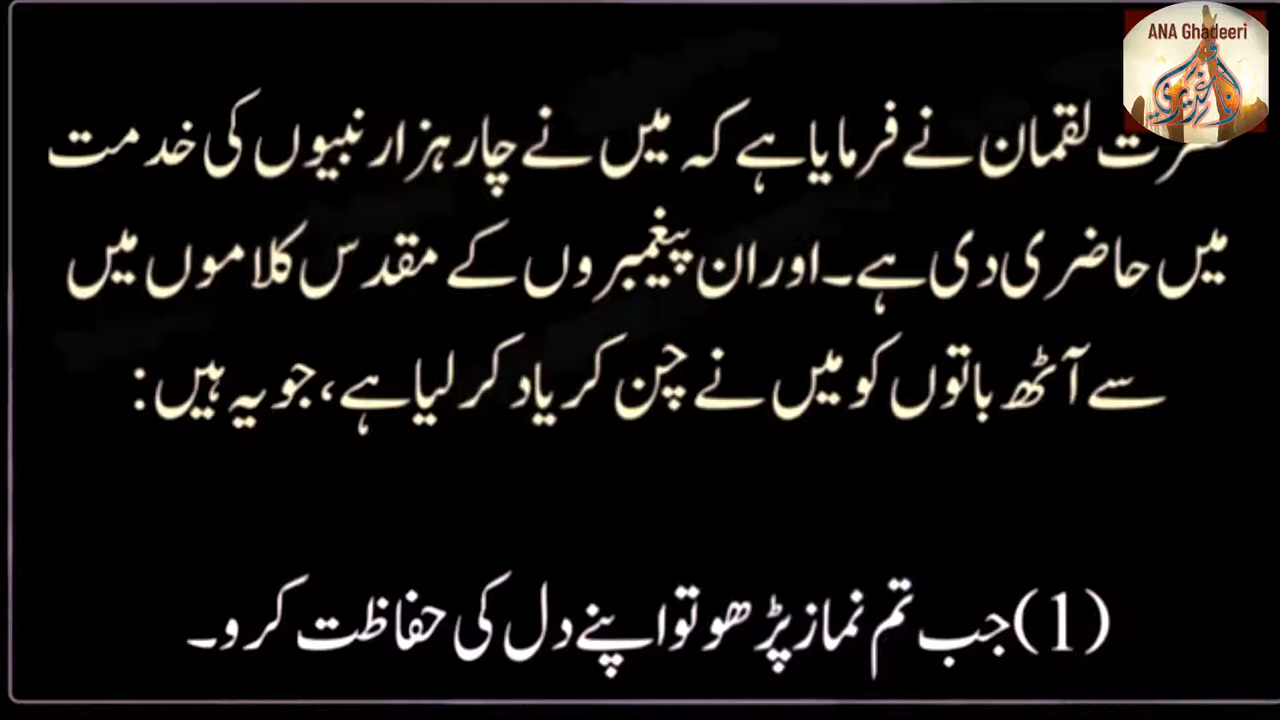 ANA Ghadeeri
لقمان نے فرمایا ہے کہ میں نے چار ہزار نبیوں کی خدمت
میں حاضری دی ہے۔ اور ان پیغمبروں کے مقدس کلاموں میں
سے آٹھ باتوں کو میں نے چن کر یاد کر لیا ہے، جو یہ ہیں:
(1) جب تم نماز پڑھو تو اپنے دل کی حفاظت کرو۔